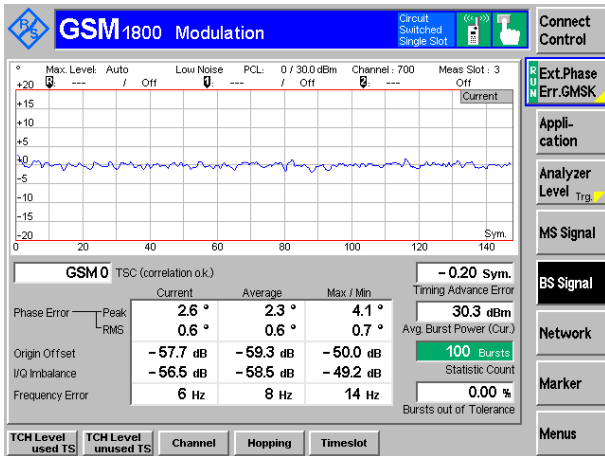 R&S
GSM1800 Modulation
Circuit
Switched
Single Slot
Connect
Control
° Max. Level: Auto Low Noise PCL: 0 / 30.0 dBm Channel : 700 Meas Slot : 3
+20 --- / Off 1: --- / Off 2: --- Off
Current
+15
+10
+5
+0
-5
-10
-15
-20
Sym.
0 20 40 60 80 100 120 140
RUN
Ext.Phase
Err.GMSK
Appli-
cation
Analyzer
Level Trg.
MS Signal
BS Signal
Network
Marker
Menus
GSM 0 TSC (correlation o.k.)
– 0.20 Sym.
Timing Advance Error
Current Average Max / Min
Phase Error Peak 2.6 ° 2.3 ° 4.1 °
30.3 dBm
RMS 0.6 ° 0.6 ° 0.7 °
Avg. Burst Power (Cur.)
Origin Offset – 57.7 dB – 59.3 dB – 50.0 dB
100 Bursts
I/Q Imbalance – 56.5 dB – 58.5 dB – 49.2 dB
Statistic Count
Frequency Error 6 Hz 8 Hz 14 Hz
0.00 %
Bursts out of Tolerance
TCH Level
used TS
TCH Level
unused TS
Channel
Hopping
Timeslot